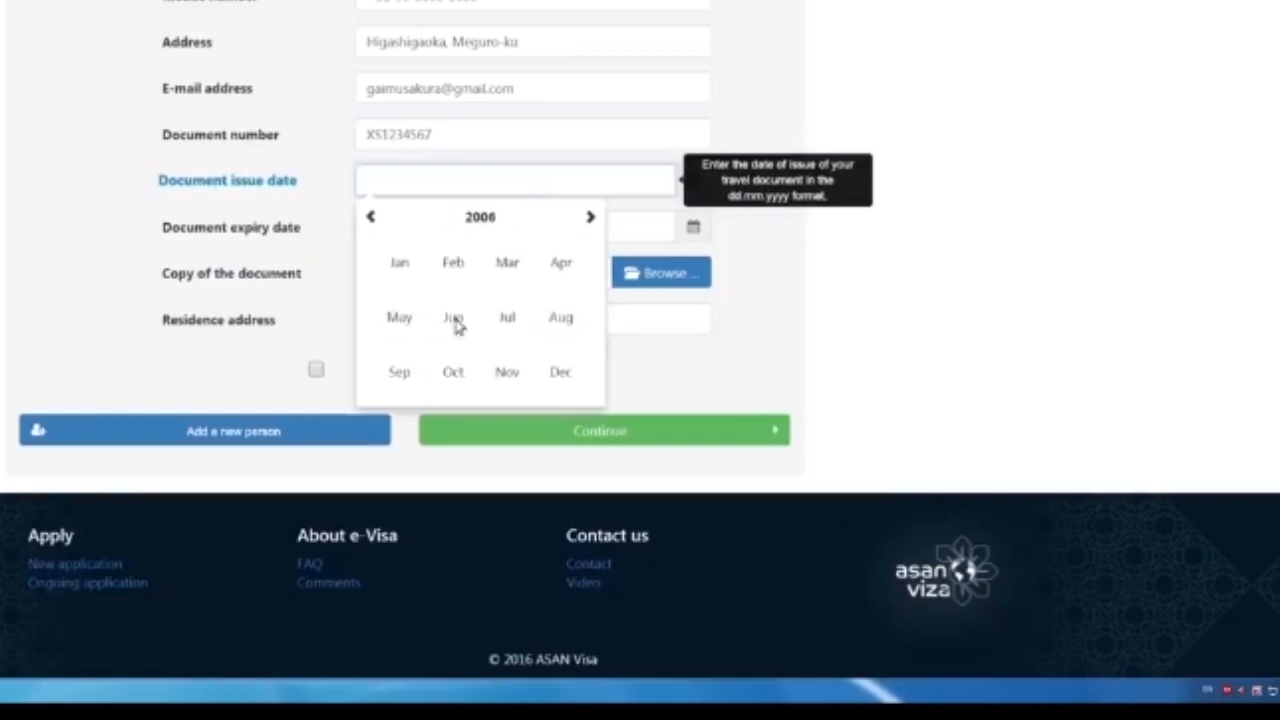 Address
Higashigaoka, Meguro-ku
E-mail address
gaimusakura@gmail.com
Document number
XS1234567
Document issue date
Enter the date of issue of your
travel document in the
dd.mm.yyyy format.
Document expiry date
2006
Jan Feb Mar Apr
May Jun Jul Aug
Sep Oct Nov Dec
Copy of the document
Browse ...
Residence address
Add a new person
Continue
Apply
New application
Ongoing application
About e-Visa
FAQ
Comments
Contact us
Contact
Video
asan
viza
© 2016 ASAN Visa